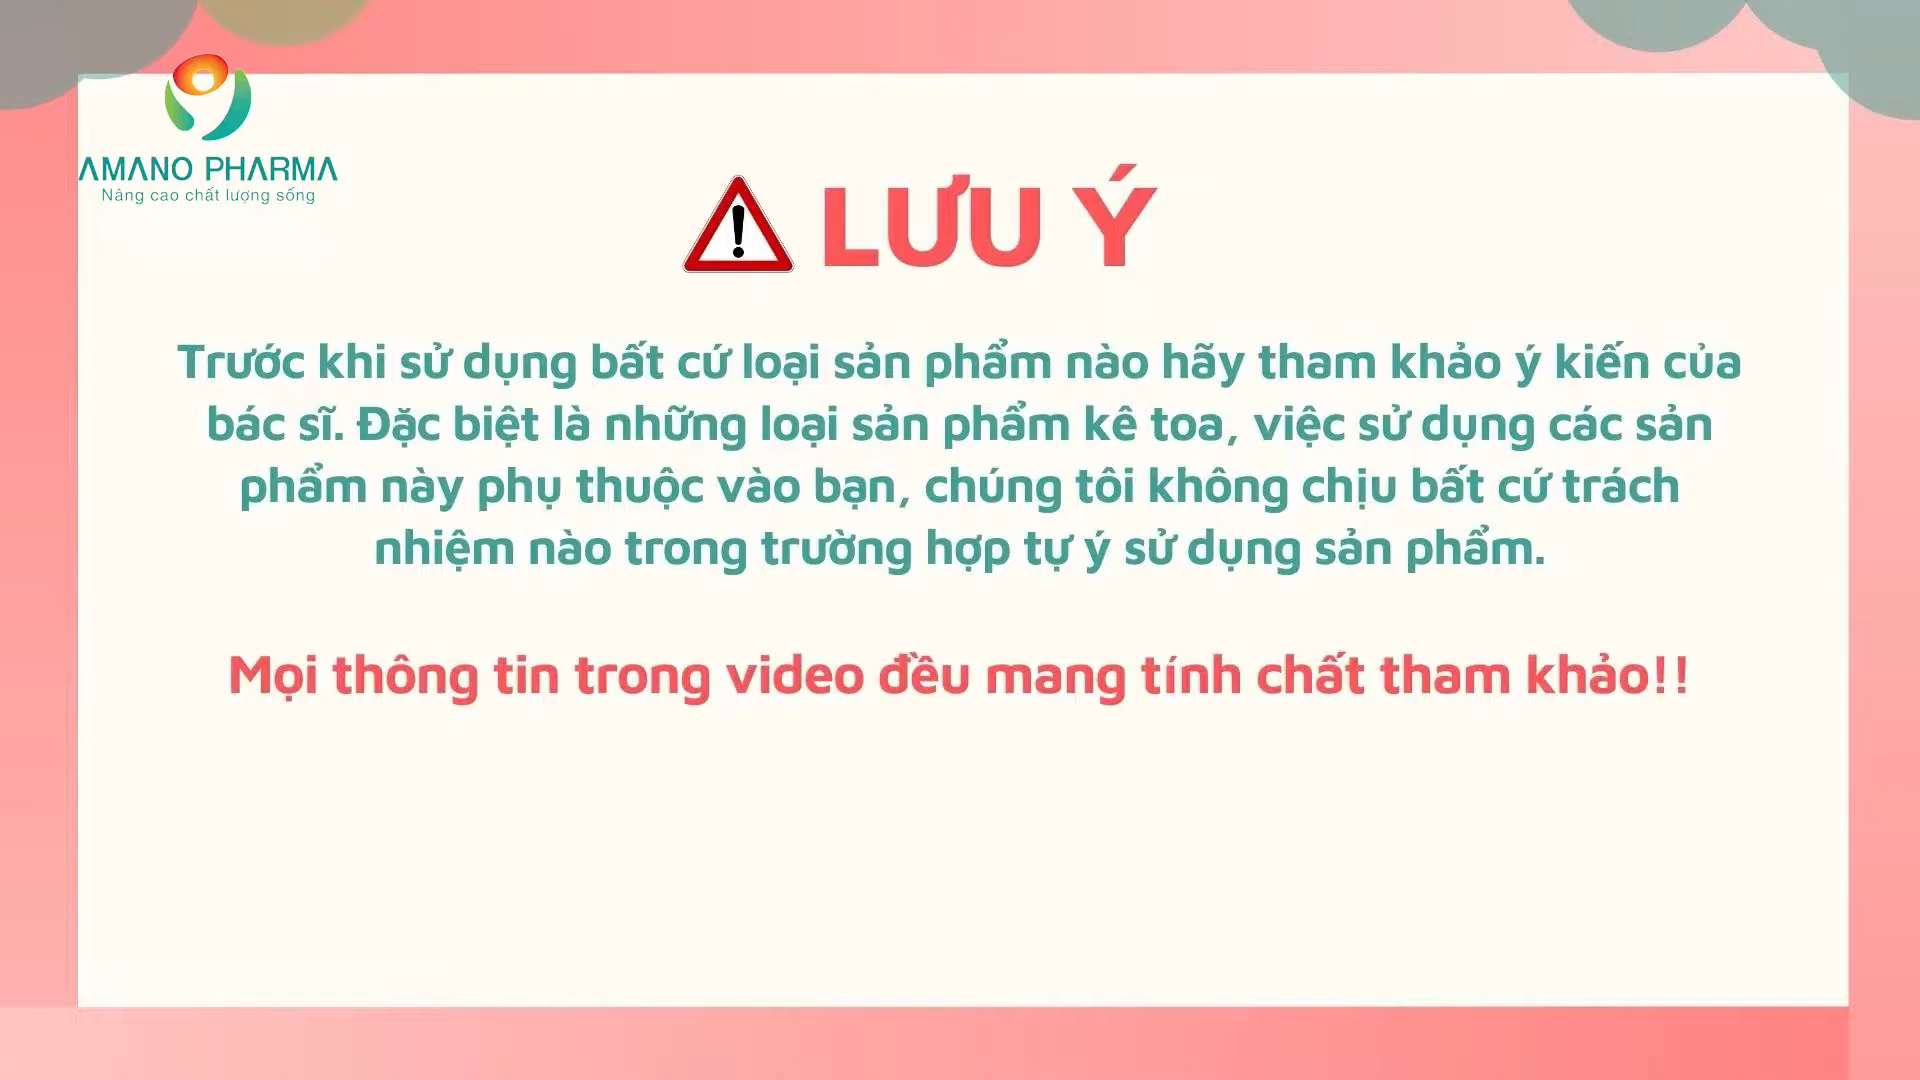 AMANO PHARMA
Nâng cao chất lượng sống
LƯU Ý
Trước khi sử dụng bất cứ loại sản phẩm nào hãy tham khảo ý kiến của
bác sĩ. Đặc biệt là những loại sản phẩm kê toa, việc sử dụng các sản
phẩm này phụ thuộc vào bạn, chúng tôi không chịu bất cứ trách
nhiệm nào trong trường hợp tự ý sử dụng sản phẩm.
Mọi thông tin trong video đều mang tính chất tham khảo!!